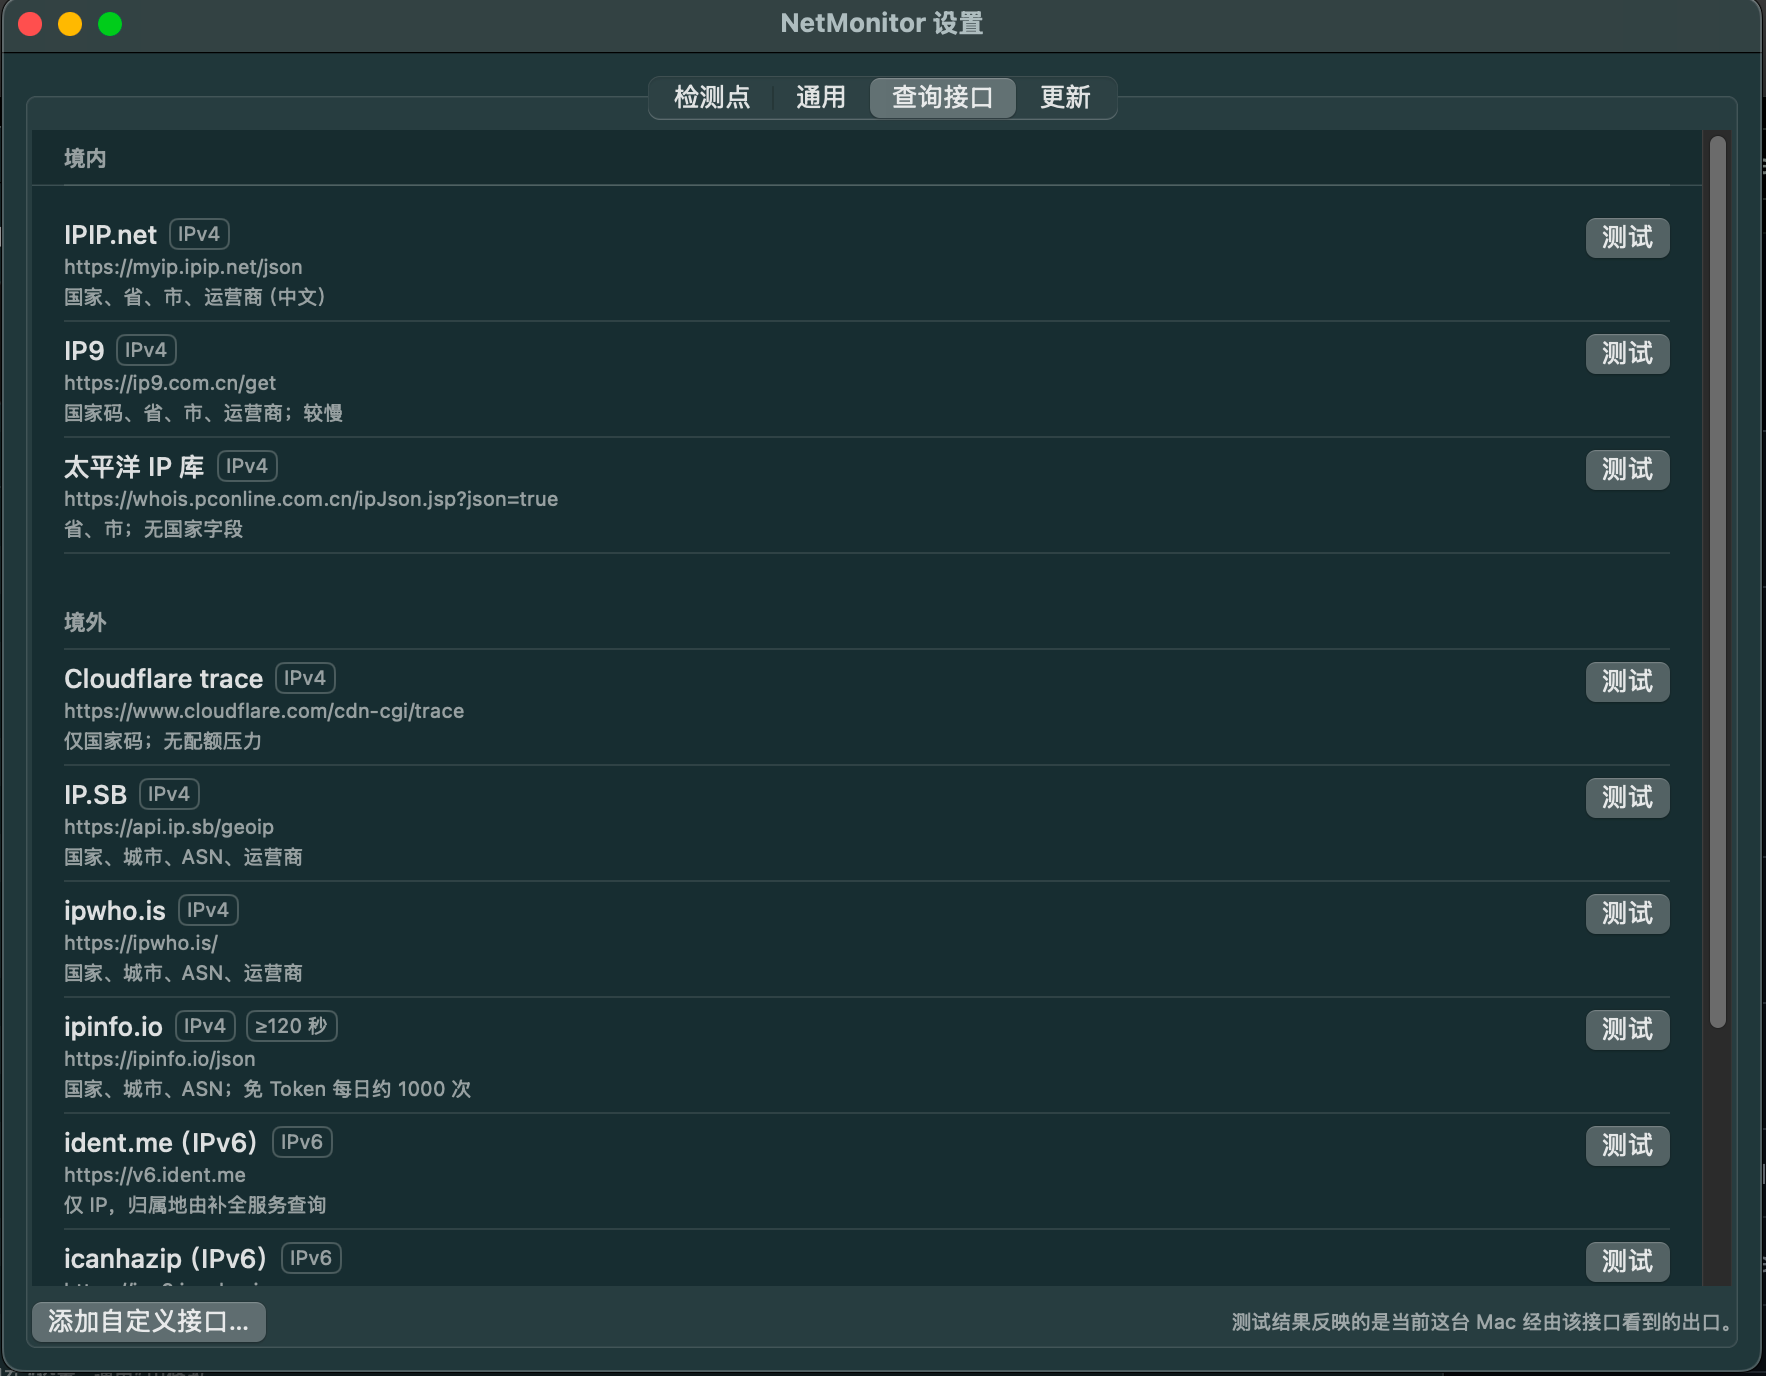 NetMonitor 设置
检测点 通用 查询接口 更新
境内
IPIP.net IPv4 测试
https://myip.ipip.net/json
国家、省、市、运营商 (中文)
IP9 IPv4 测试
https://ip9.com.cn/get
国家码、省、市、运营商；较慢
太平洋 IP 库 IPv4 测试
https://whois.pconline.com.cn/ipJson.jsp?json=true
省、市；无国家字段
境外
Cloudflare trace IPv4 测试
https://www.cloudflare.com/cdn-cgi/trace
仅国家码；无配额压力
IP.SB IPv4 测试
https://api.ip.sb/geoip
国家、城市、ASN、运营商
ipwho.is IPv4 测试
https://ipwho.is/
国家、城市、ASN、运营商
ipinfo.io IPv4 ≥120 秒 测试
https://ipinfo.io/json
国家、城市、ASN；免 Token 每日约 1000 次
ident.me (IPv6) IPv6 测试
https://v6.ident.me
仅 IP，归属地由补全服务查询
icanhazip (IPv6) IPv6 测试
添加自定义接口...
测试结果反映的是当前这台 Mac 经由该接口看到的出口。